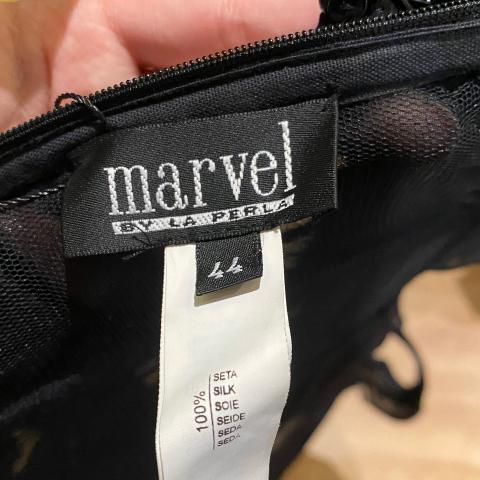 marvel
BY LA PERLA
44
100%
SETA
SILK
SOIE
SEIDE
SEDA
SEDA